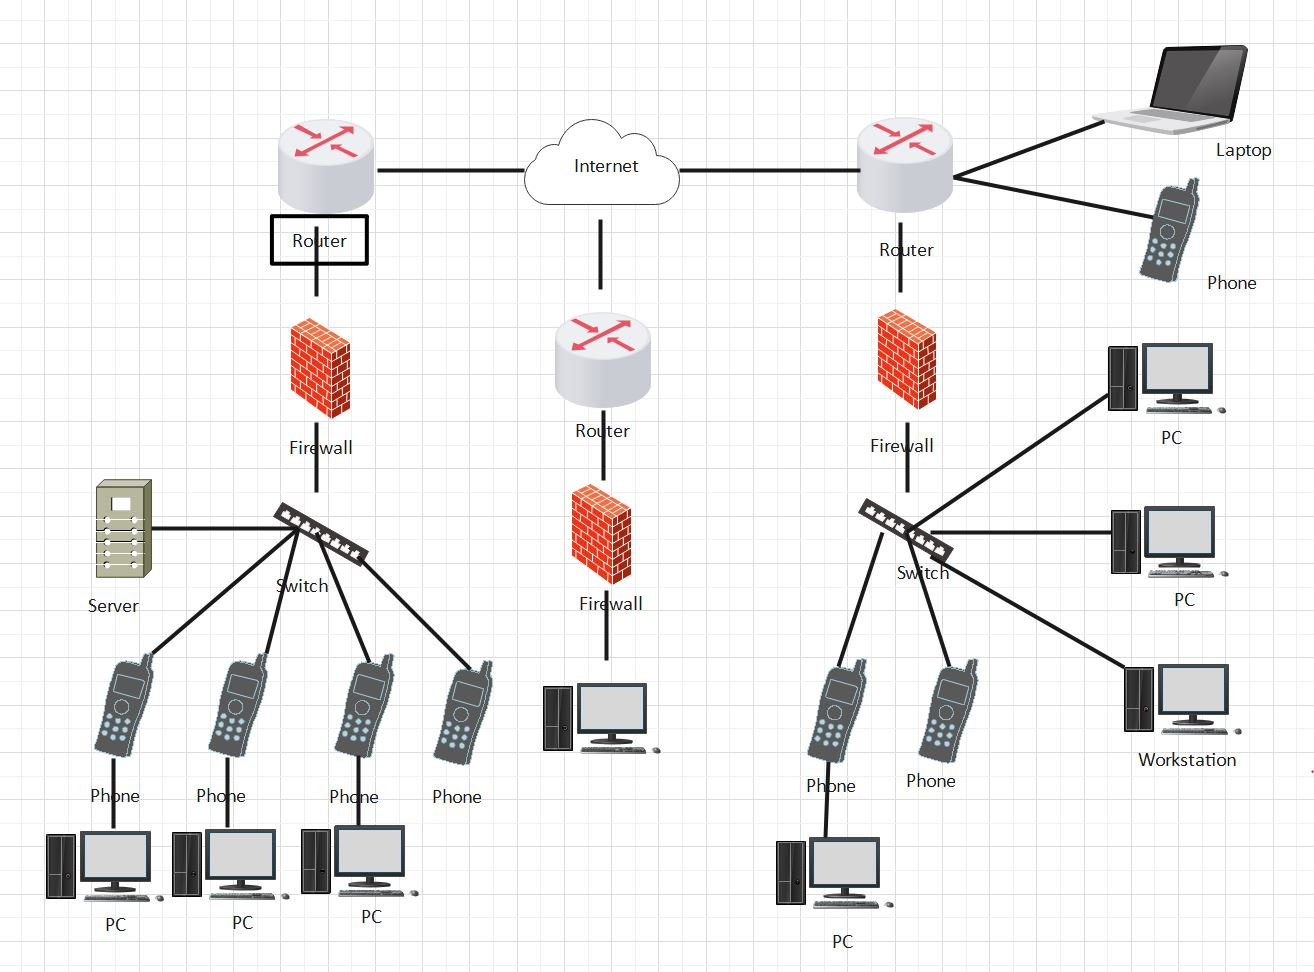 Internet
Laptop
Router
Router
Phone
Router
PC
Firewall
Firewall
Switch
Server
Firewall
Switch
PC
Workstation
Phone
Phone
Phone
Phone
Phone
Phone
PC
PC
PC
PC